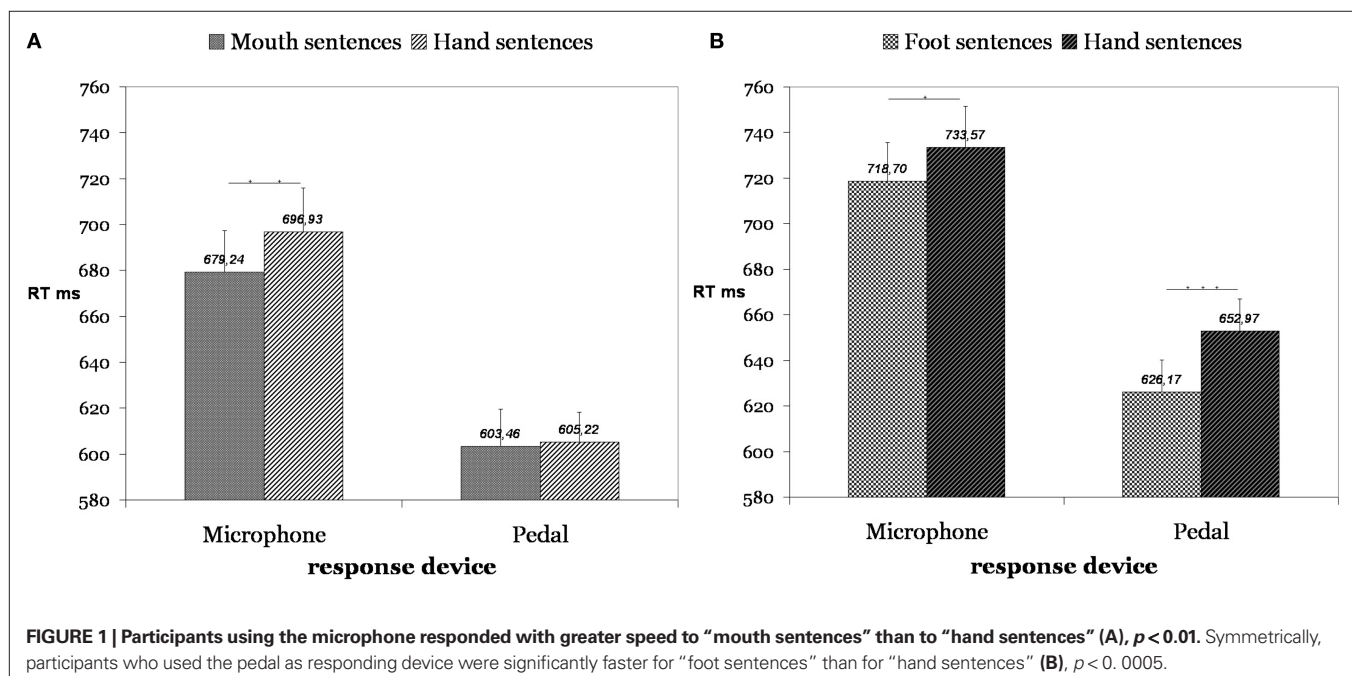 A
Mouth sentences Hand sentences
760
740
720
700
680
660
640
620
600
580
RT ms
+ +
679,24
696,93
603,46
605,22
Microphone Pedal
response device
B
Foot sentences Hand sentences
760
740
720
700
680
660
640
620
600
580
RT ms
+
718,70
733,57
+ + +
626,17
652,97
Microphone Pedal
response device
FIGURE 1 | Participants using the microphone responded with greater speed to “mouth sentences” than to “hand sentences” (A), p < 0.01. Symmetrically,
participants who used the pedal as responding device were significantly faster for “foot sentences” than for “hand sentences” (B), p < 0. 0005.